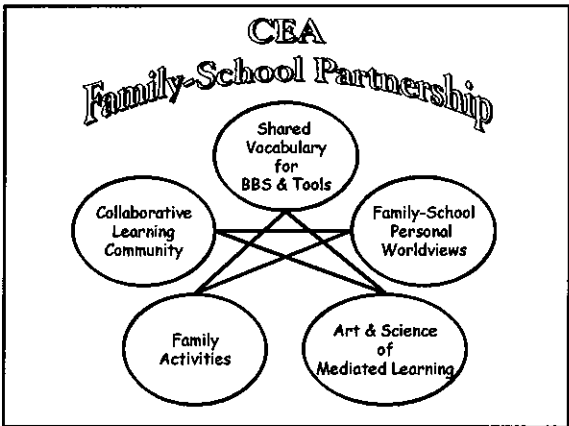 CEA
Family-School Partnership
Shared
Vocabulary
for
BBS & Tools
Collaborative
Learning
Community
Family-School
Personal
Worldviews
Family
Activities
Art & Science
of
Mediated Learning